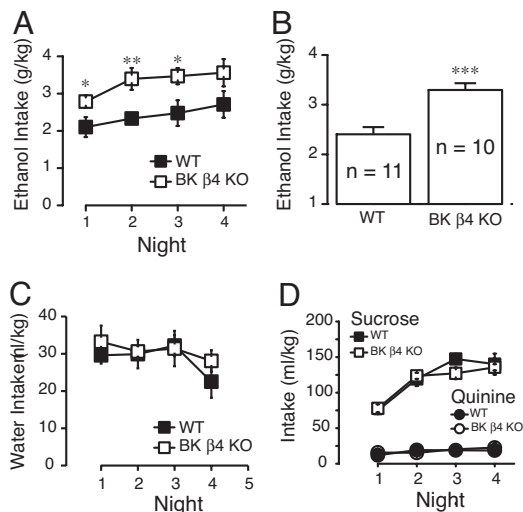 A
Ethanol Intake (g/kg)
4
3
2
1
0
*
**
*
WT
BK β4 KO
1 2 3 4
Night
B
Ethanol Intake (g/kg)
4
3
2
1
***
n = 11
n = 10
WT BK β4 KO
C
Water Intake(ml/kg)
40
30
20
10
0
WT
BK β4 KO
1 2 3 4 5
Night
D
Intake (ml/kg)
200
150
100
50
25
0
Sucrose
WT
BK β4 KO
Quinine
WT
BK β4 KO
1 2 3 4
Night